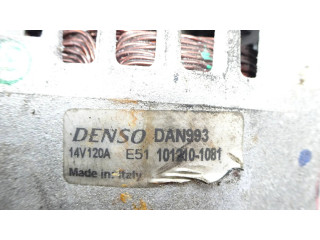 DENSO DAN993
14V120A E51 101210-1081
Made in Italy